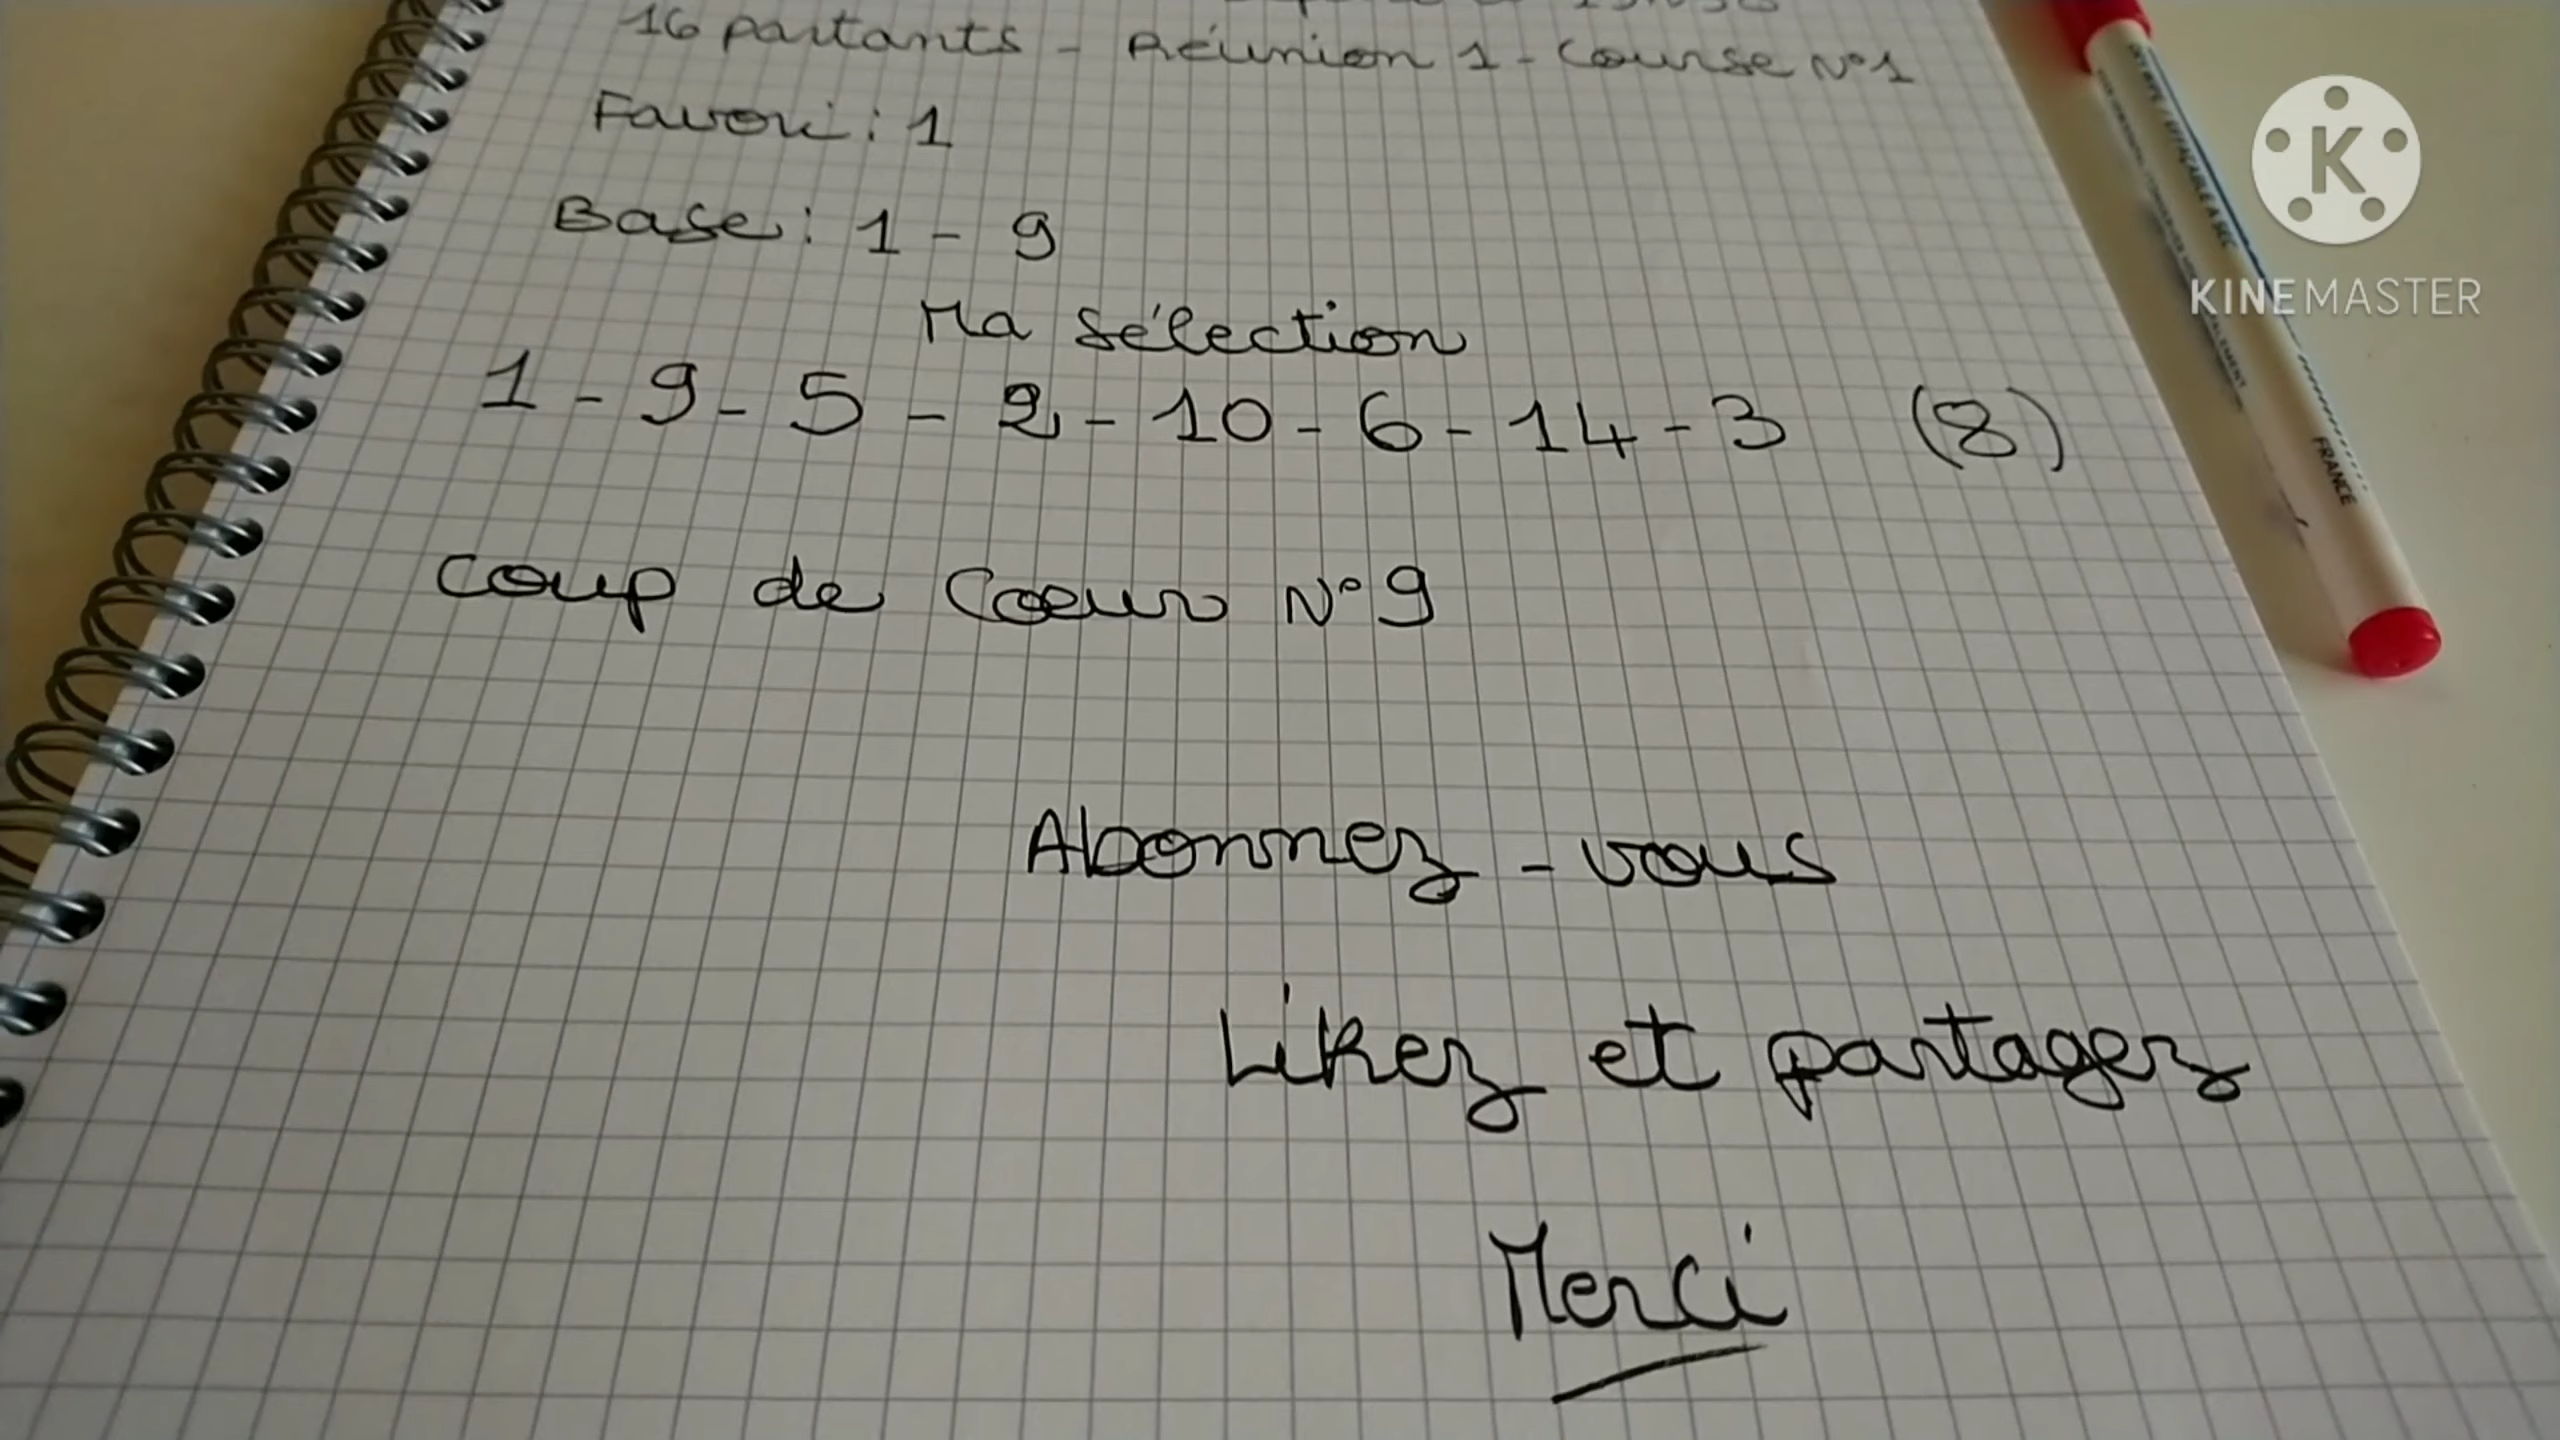 16 partants - Réunion 1 - Course N°1
Favori : 1
Base : 1 - 9
Ma sélection
1 - 9 - 5 - 2 - 10 - 6 - 14 - 3 (8)
Coup de Coeur N°9
Abonnez-vous
Likez et partagez
Merci
KINEMASTER
FRANCE